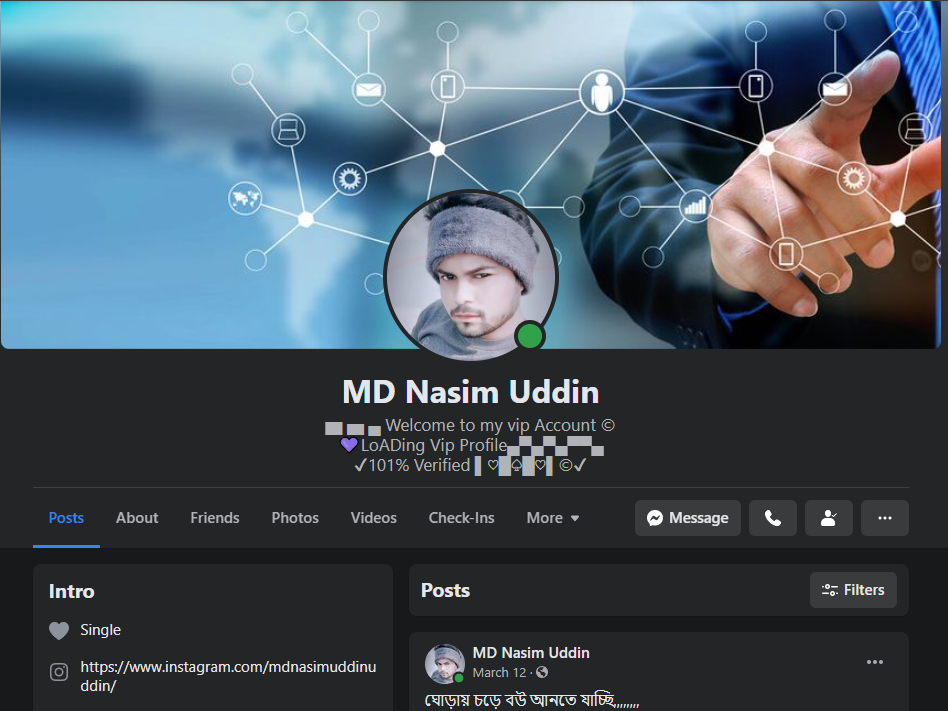 MD Nasim Uddin
▅ ▄ ▃ Welcome to my vip Account ©
💜 LoADing Vip Profile▄▀▄▀▄▀▀▄
✓101% Verified ▌♡█♤█♡▌©✓
Posts
About
Friends
Photos
Videos
Check-Ins
More
Message
Intro
Single
https://www.instagram.com/mdnasimuddinu
ddin/
Posts
Filters
MD Nasim Uddin
March 12 ·
ঘোড়ায় চড়ে বউ আনতে যাচ্ছি,,,,,,,,